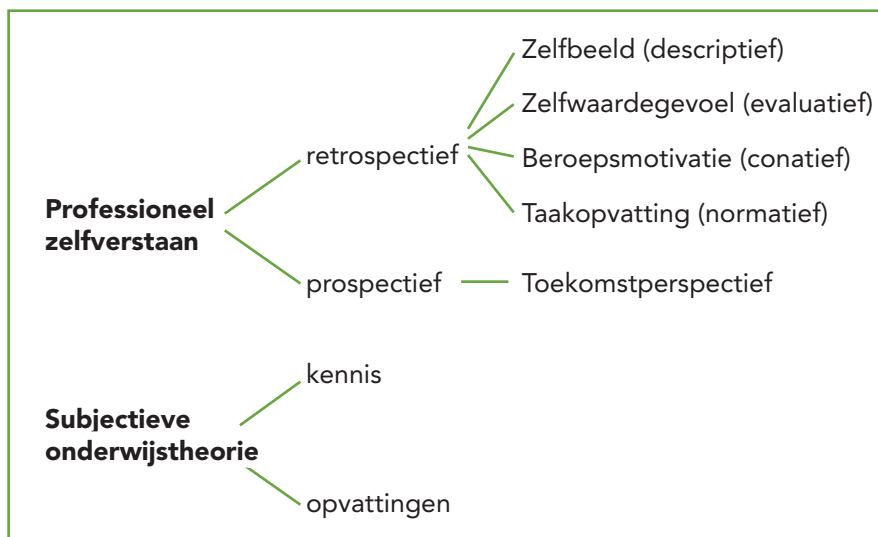 Zelfbeeld (descriptief)
Zelfwaardegevoel (evaluatief)
retrospectief
Beroepsmotivatie (conatief)
Professioneel
zelfverstaan
Taakopvatting (normatief)
prospectief
Toekomstperspectief
kennis
Subjectieve
onderwijstheorie
opvattingen